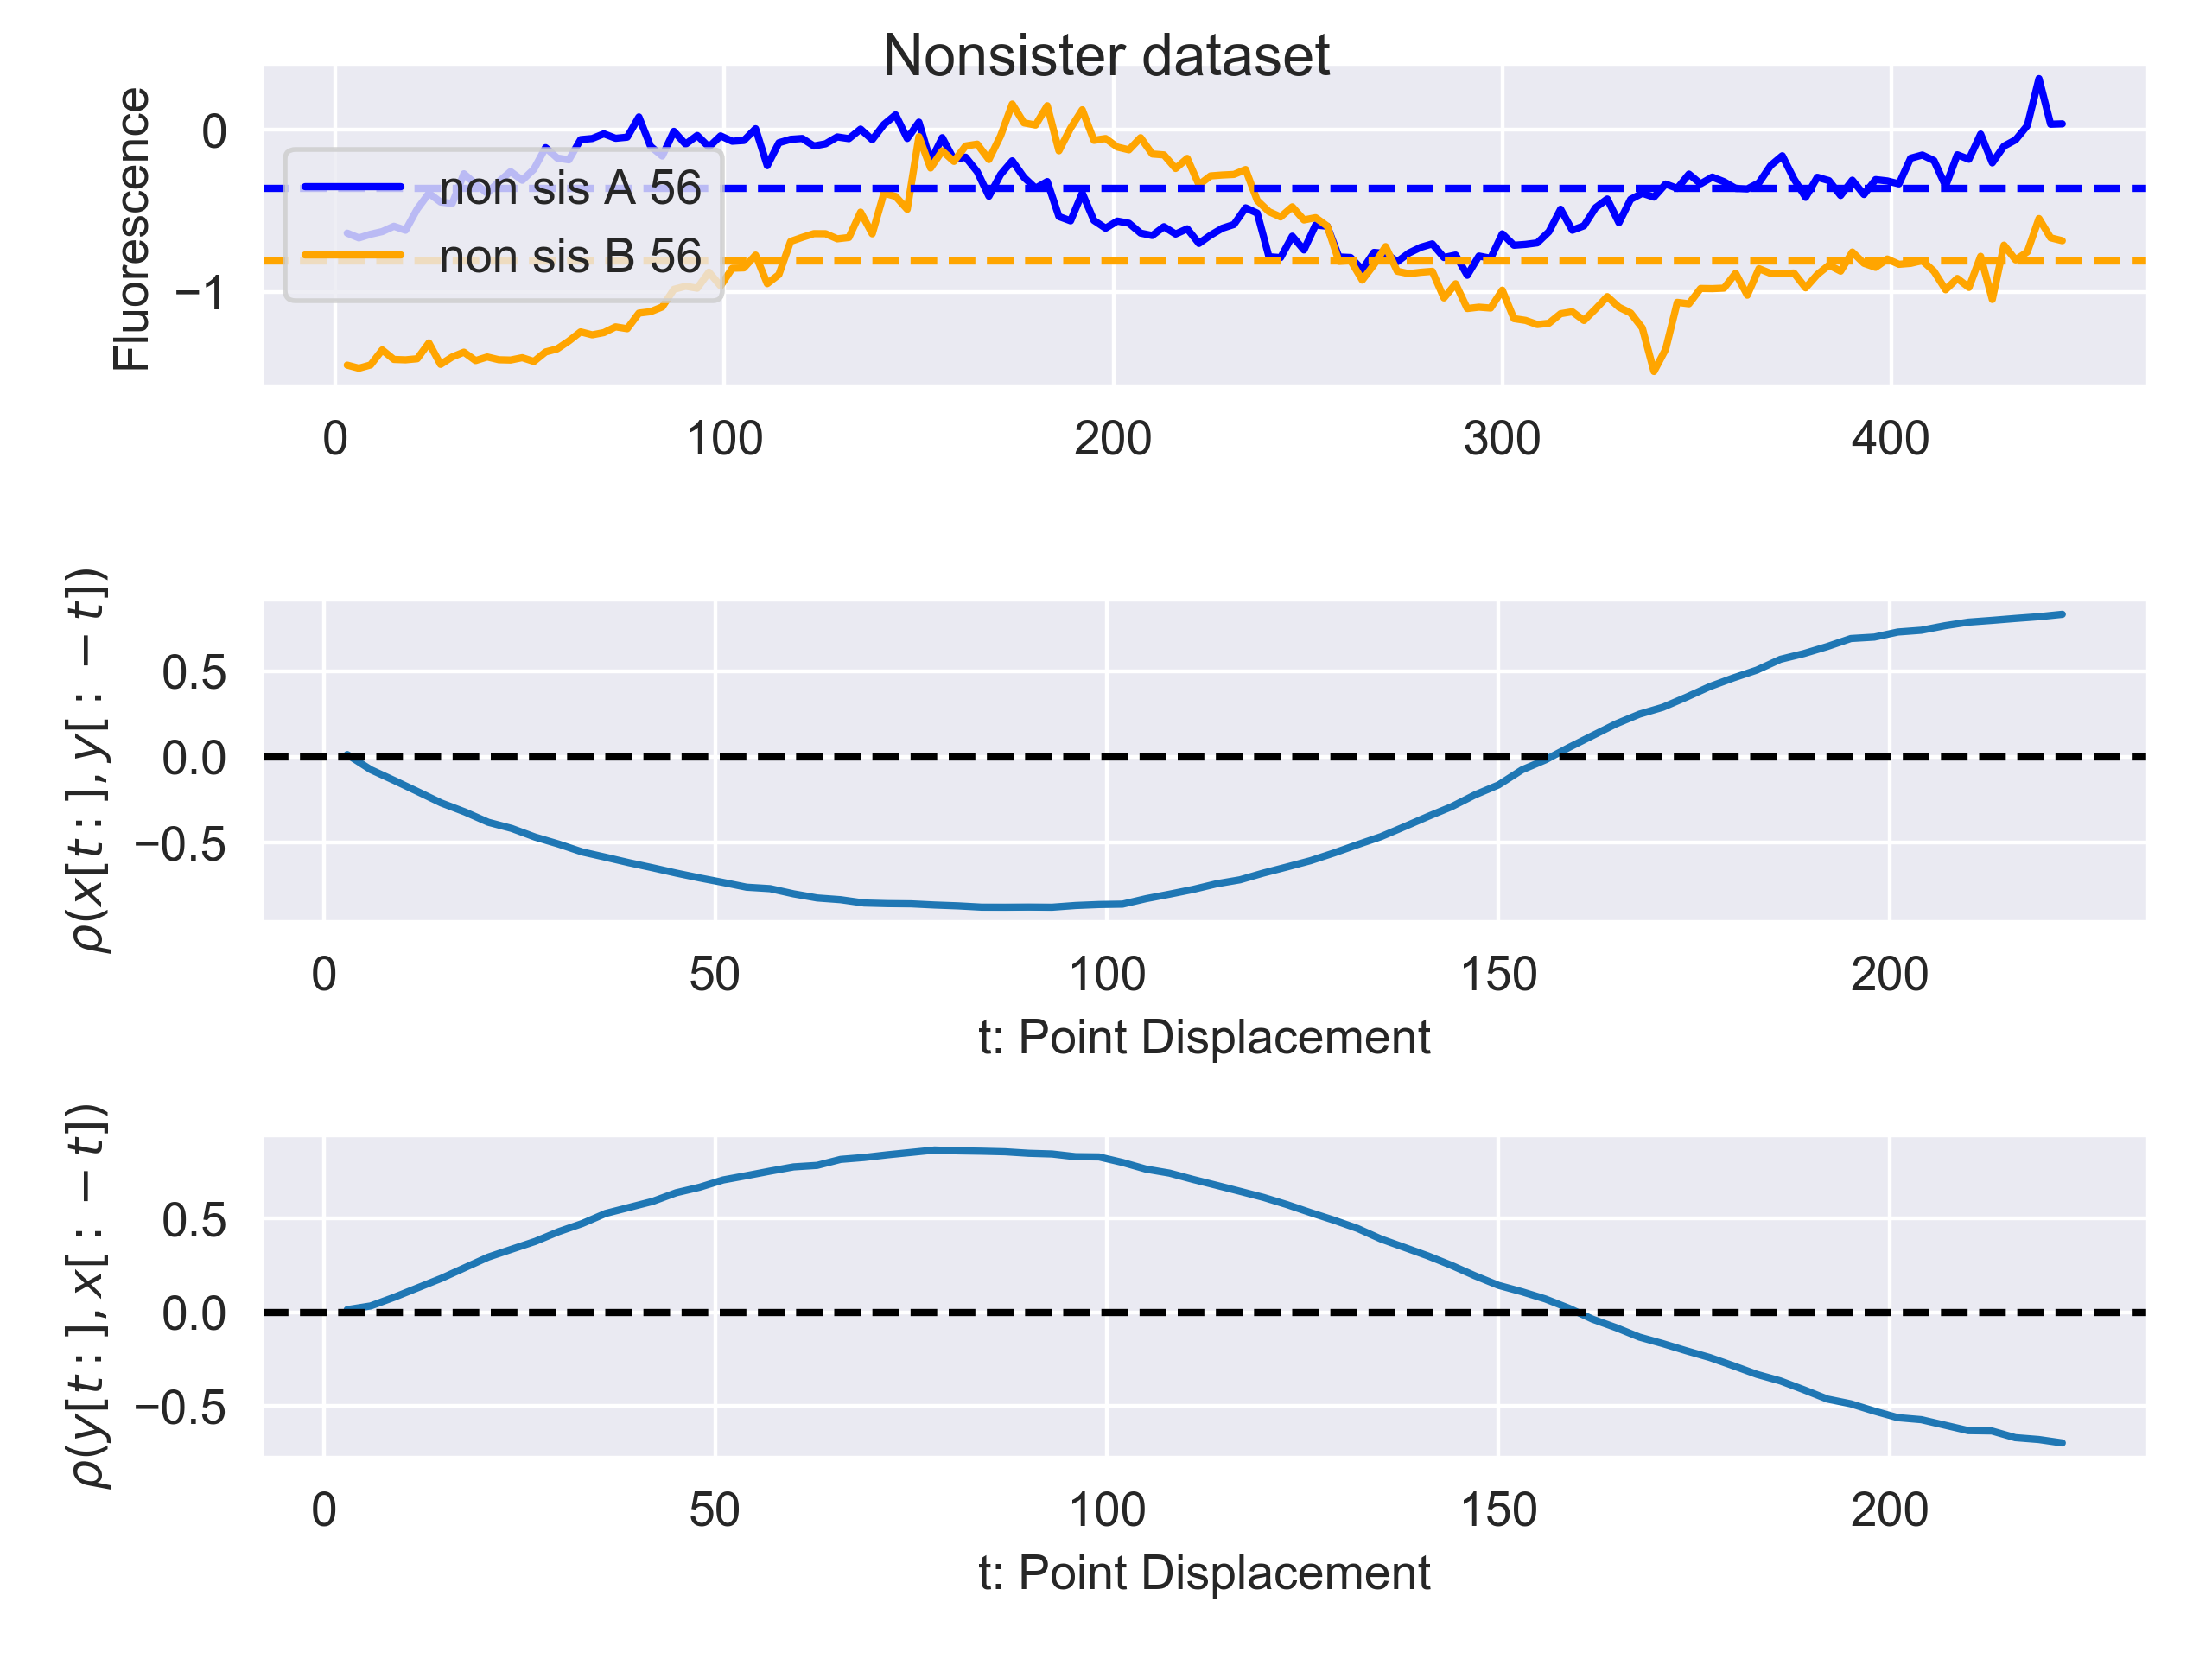 Nonsister dataset
Fluorescence
0
−1
non sis A 56
non sis B 56
0 100 200 300 400
ρ(x[t:], y[:−t])
0.5
0.0
−0.5
0 50 100 150 200
t: Point Displacement
ρ(y[t:], x[:−t])
0.5
0.0
−0.5
0 50 100 150 200
t: Point Displacement